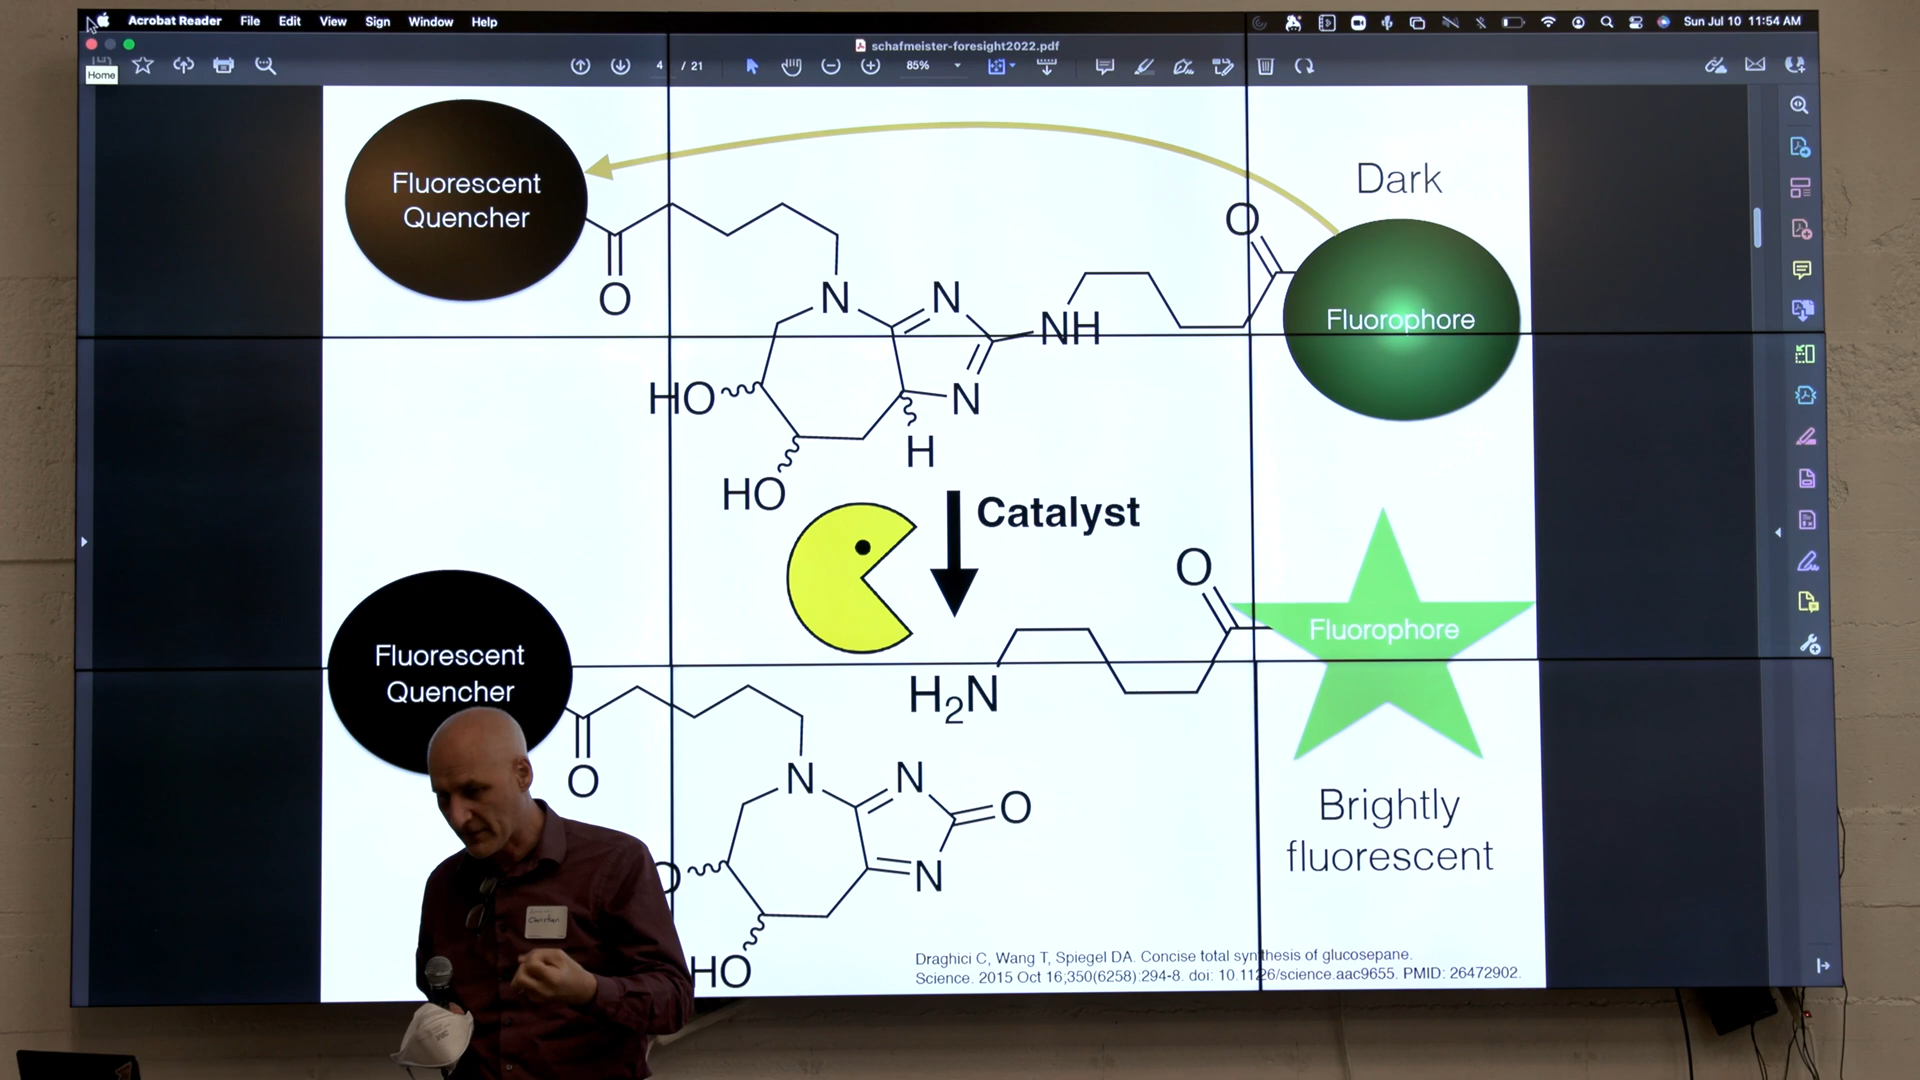 Acrobat Reader File Edit View Sign Window Help Sun Jul 10 11:54 AM
schafmeister-foresight2022.pdf
Home
4 / 21
85%
Fluorescent
Quencher
Dark
O
O
N
N
NH
Fluorophore
HO
N
H
HO
Catalyst
O
Fluorophore
Fluorescent
Quencher
H2N
O
N
N
O
Brightly
fluorescent
O
N
HO
Christian
Draghici C, Wang T, Spiegel DA. Concise total synthesis of glucosepane.
Science. 2015 Oct 16;350(6258):294-8. doi: 10.1126/science.aac9655. PMID: 26472902.